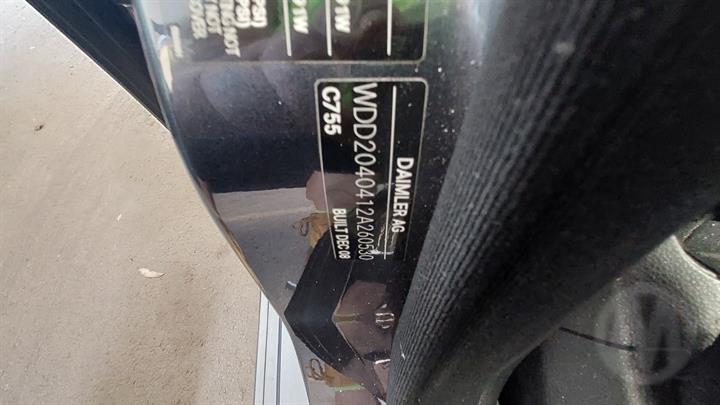 DAIMLER AG
WDD2040412A260530
C755 BUILT DEC 08